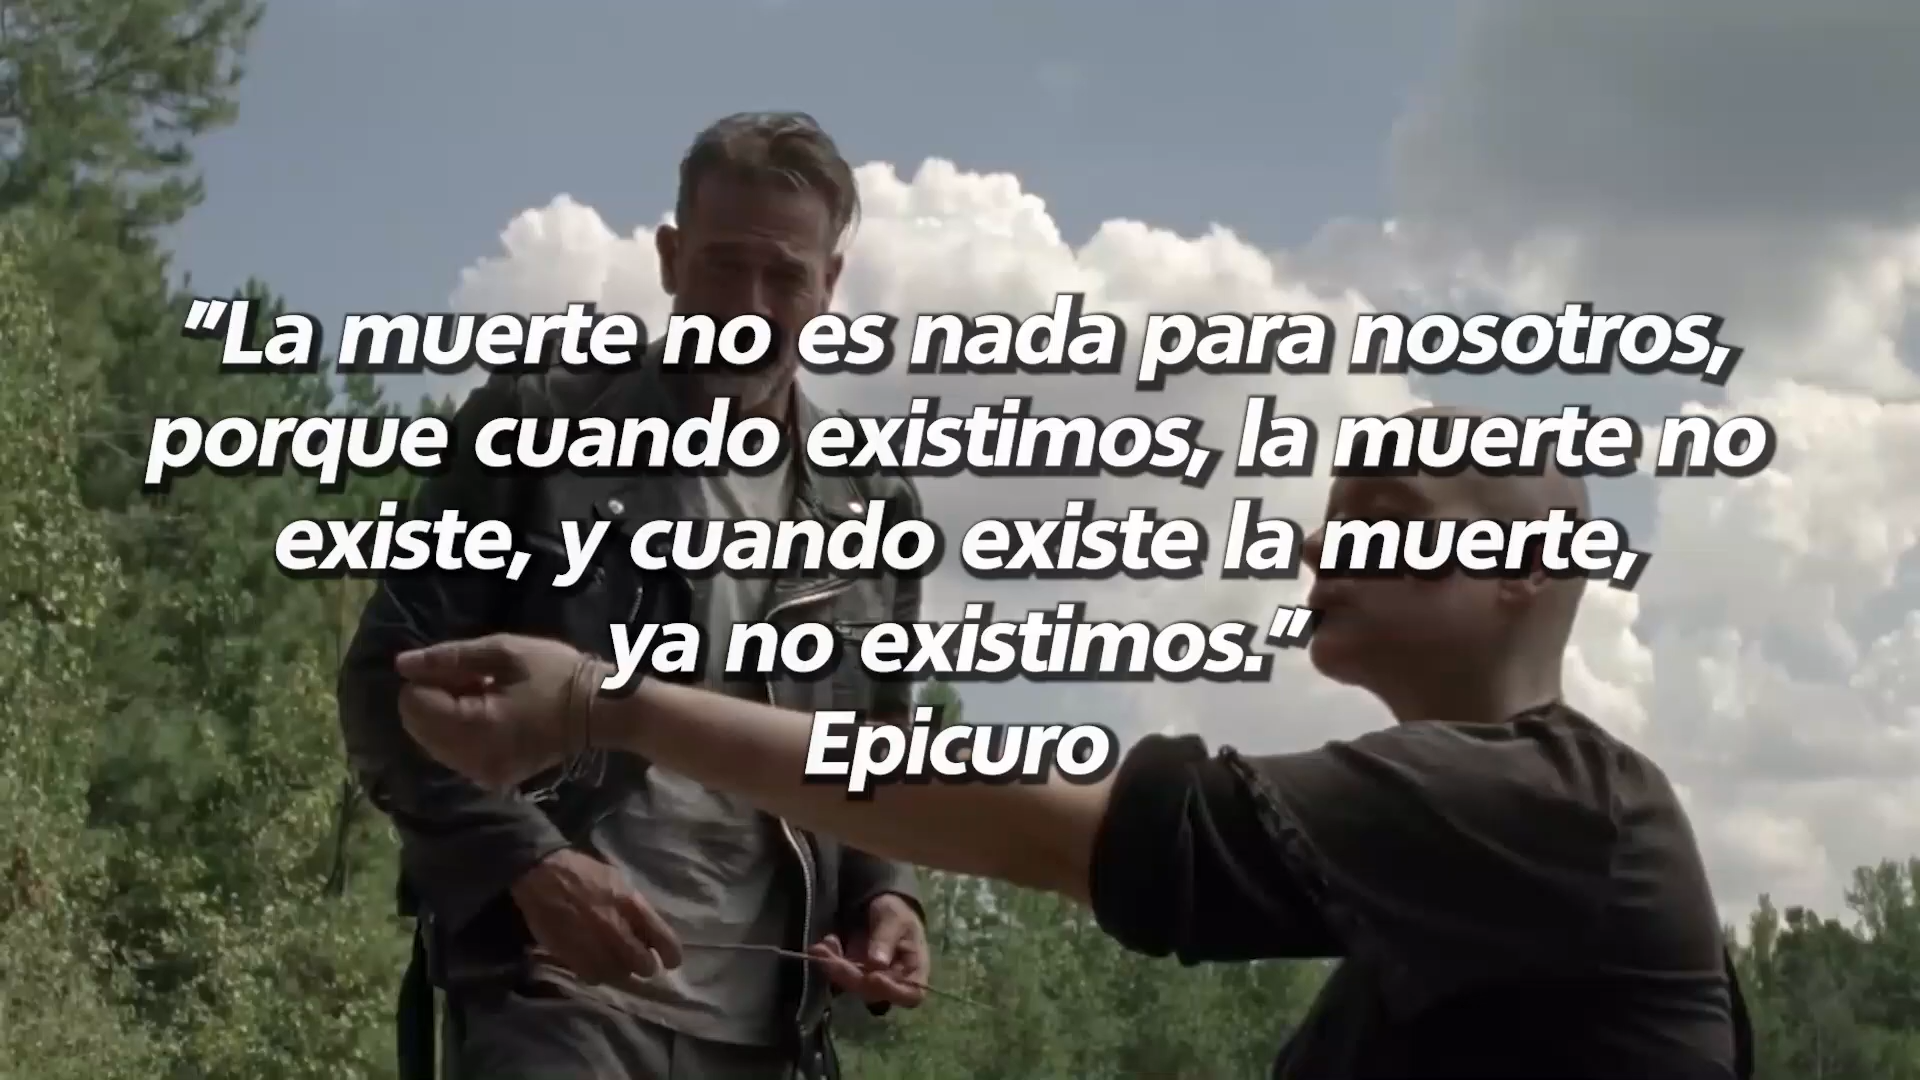 "La muerte no es nada para nosotros,
porque cuando existimos, la muerte no
existe, y cuando existe la muerte,
ya no existimos."
Epicuro